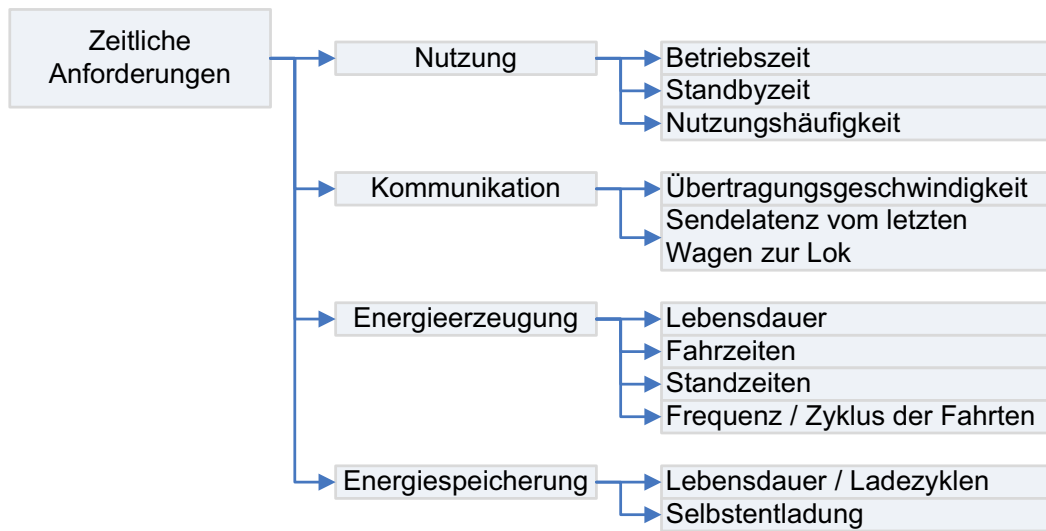 Zeitliche
Anforderungen
Nutzung
Betriebszeit
Standbyzeit
Nutzungshäufigkeit
Kommunikation
Übertragungsgeschwindigkeit
Sendelatenz vom letzten
Wagen zur Lok
Energieerzeugung
Lebensdauer
Fahrzeiten
Standzeiten
Frequenz / Zyklus der Fahrten
Energiespeicherung
Lebensdauer / Ladezyklen
Selbstentladung